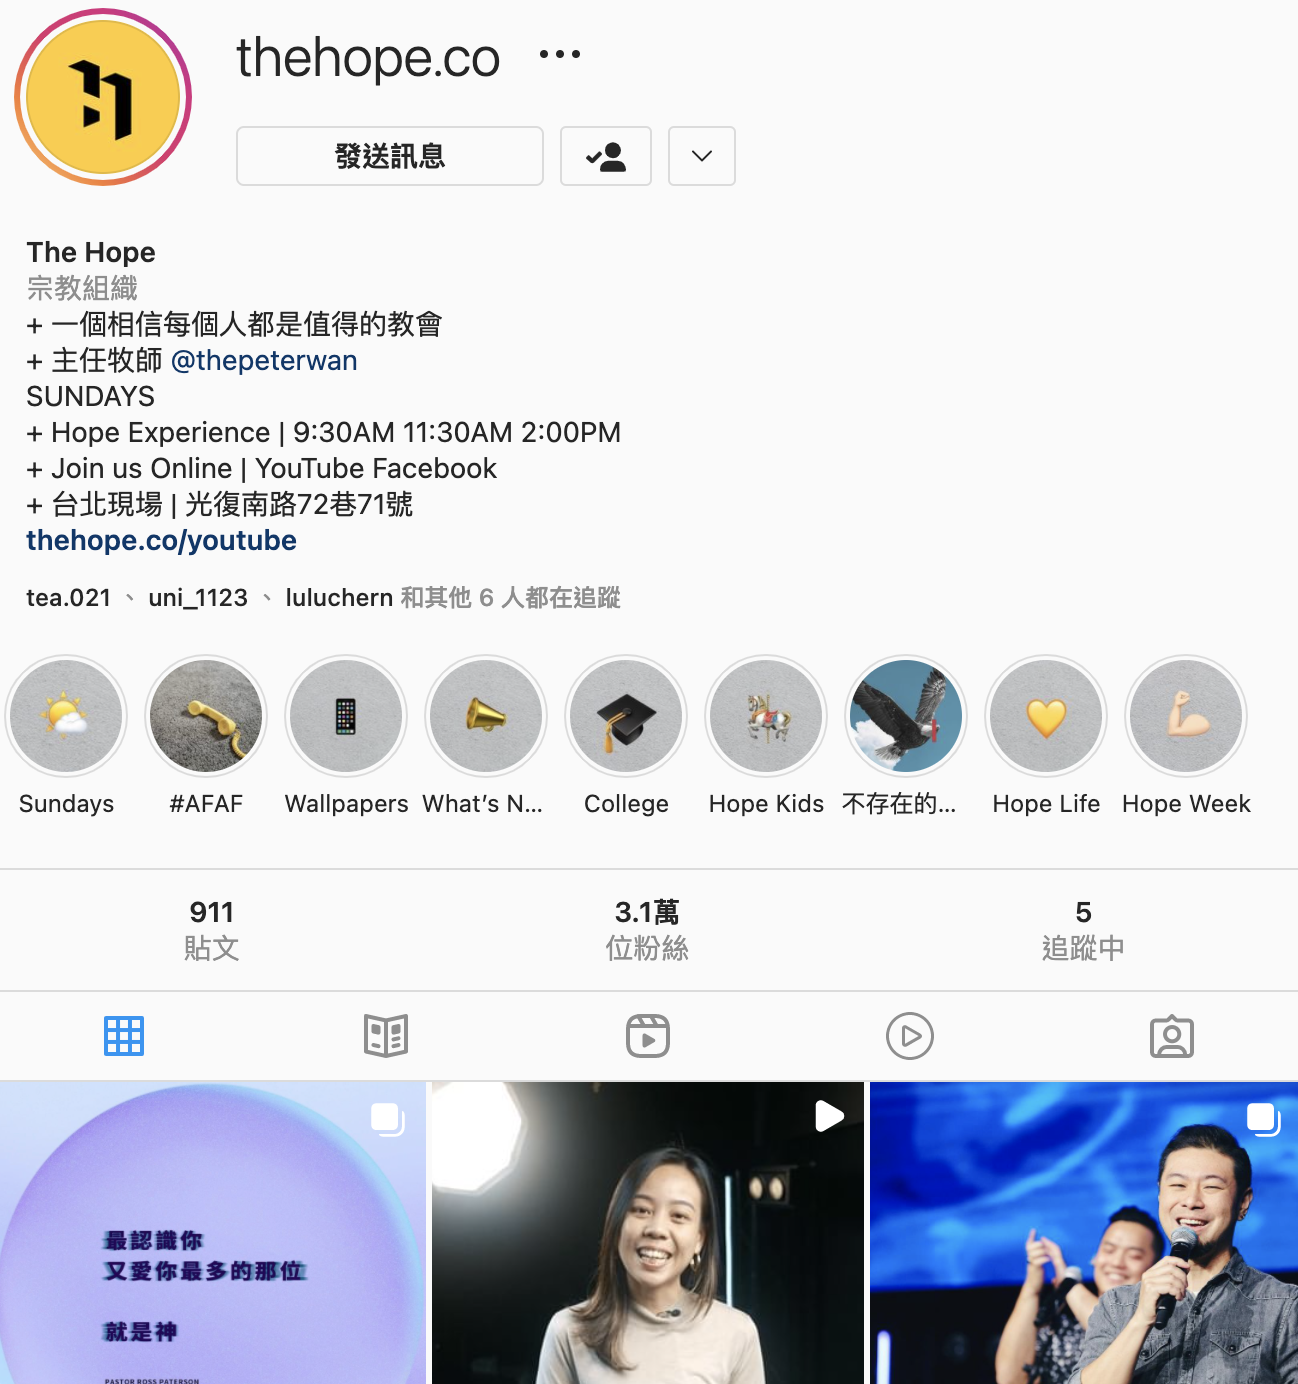 thehope.co
發送訊息
The Hope
宗教組織
+ 一個相信每個人都是值得的教會
+ 主任牧師 @thepeterwan
SUNDAYS
+ Hope Experience | 9:30AM 11:30AM 2:00PM
+ Join us Online | YouTube Facebook
+ 台北現場 | 光復南路72巷71號
thehope.co/youtube
tea.021 、 uni_1123 、 luluchern 和其他 6 人都在追蹤
Sundays #AFAF Wallpapers What’s N... College Hope Kids 不存在的... Hope Life Hope Week
911 3.1萬 5
貼文 位粉絲 追蹤中
最認識你
又愛你最多的那位
就是神
PASTOR ROSS PATERSON